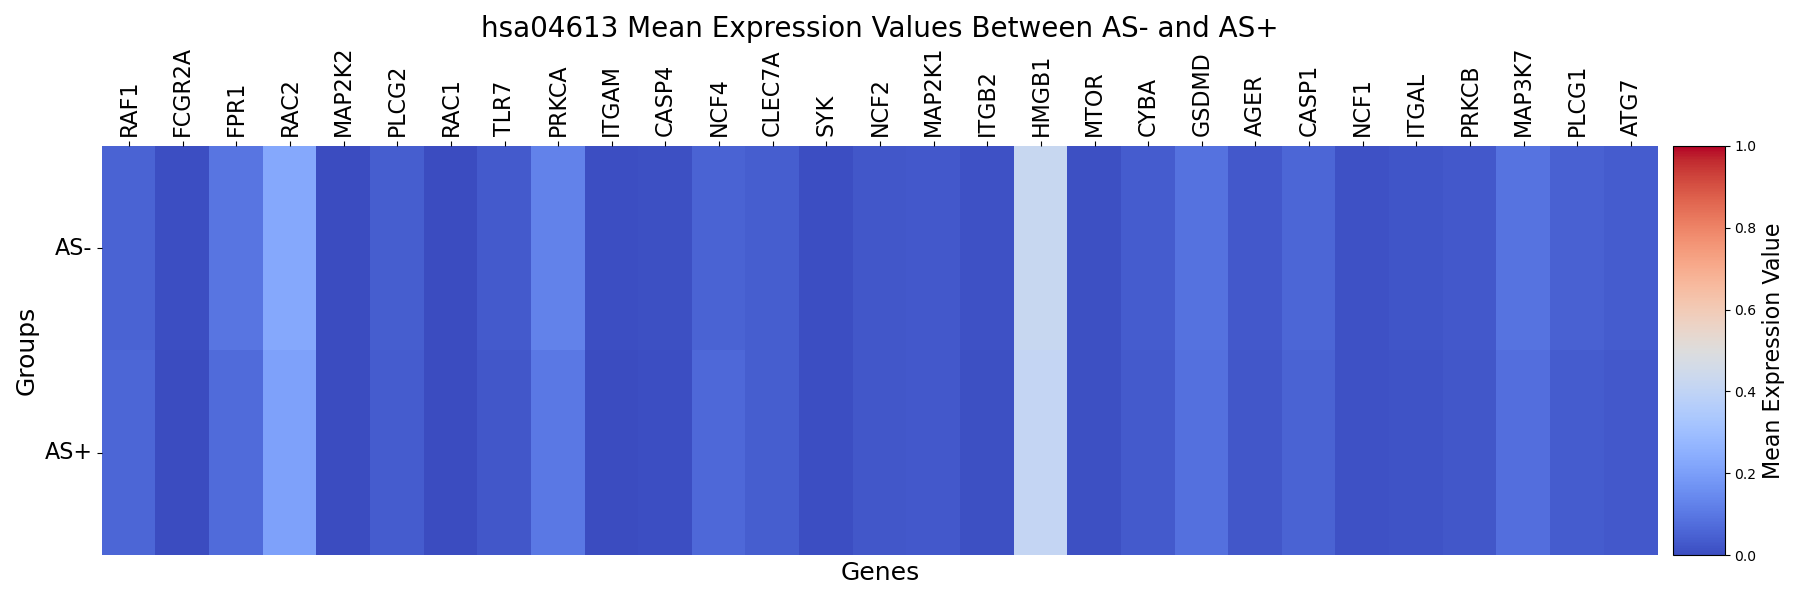 hsa04613 Mean Expression Values Between AS- and AS+
RAF1
FCGR2A
FPR1
RAC2
MAP2K2
PLCG2
RAC1
TLR7
PRKCA
ITGAM
CASP4
NCF4
CLEC7A
SYK
NCF2
MAP2K1
ITGB2
HMGB1
MTOR
CYBA
GSDMD
AGER
CASP1
NCF1
ITGAL
PRKCB
MAP3K7
PLCG1
ATG7
Groups
AS-
AS+
Genes
1.0
0.8
0.6
0.4
0.2
0.0
Mean Expression Value